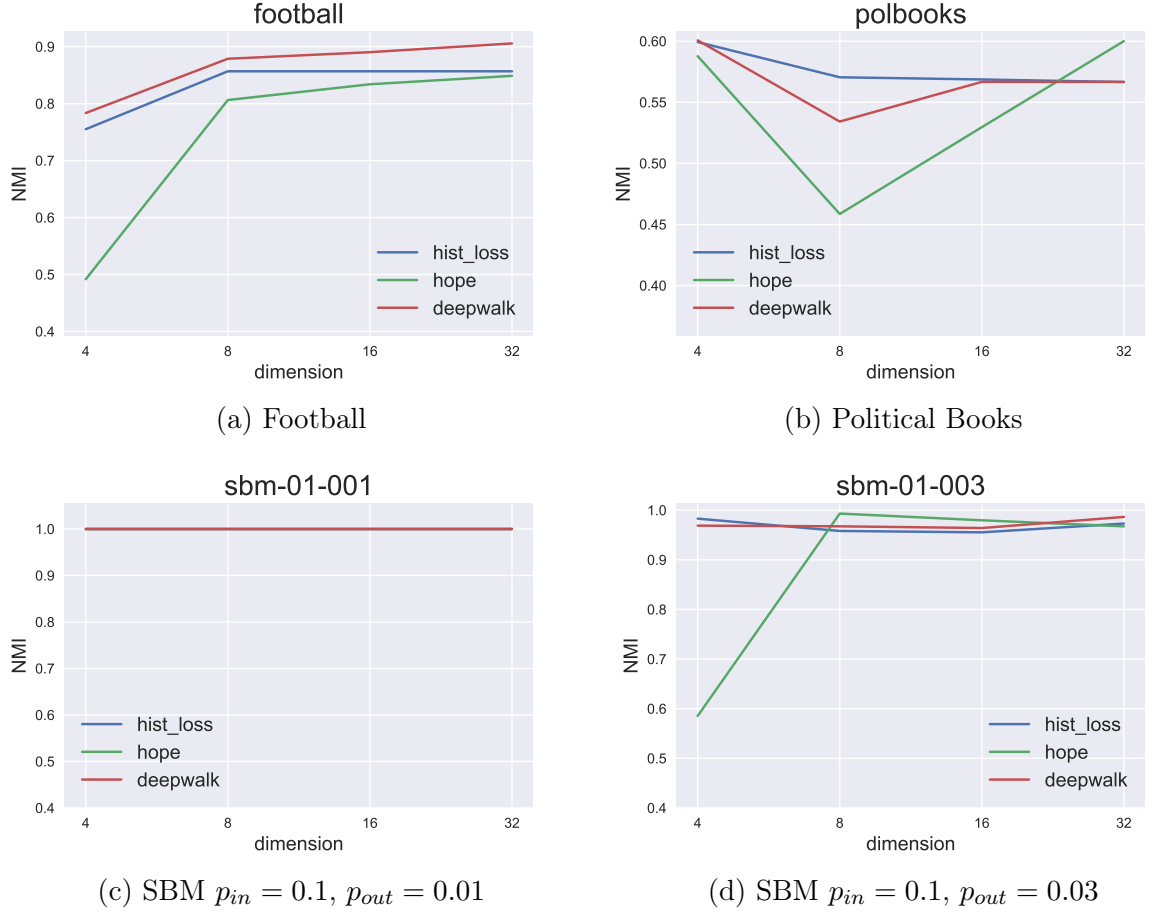 football
0.9
0.8
0.7
0.6
0.5
0.4
NMI
hist_loss
hope
deepwalk
4 8 16 32
dimension
(a) Football
polbooks
0.60
0.55
0.50
0.45
0.40
NMI
hist_loss
hope
deepwalk
4 8 16 32
dimension
(b) Political Books
sbm-01-001
1.0
0.9
0.8
0.7
0.6
0.5
0.4
NMI
hist_loss
hope
deepwalk
4 8 16 32
dimension
(c) SBM p_in = 0.1, p_out = 0.01
sbm-01-003
1.0
0.9
0.8
0.7
0.6
0.5
0.4
NMI
hist_loss
hope
deepwalk
4 8 16 32
dimension
(d) SBM p_in = 0.1, p_out = 0.03